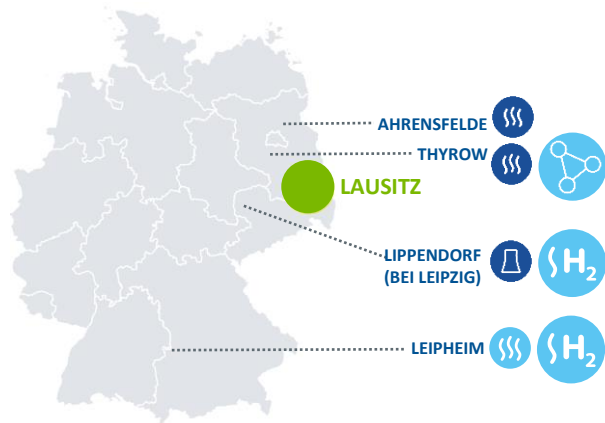 AHRENSFELDE
THYROW
LAUSITZ
LIPPENDORF
(BEI LEIPZIG)
H₂
LEIPHEIM
H₂